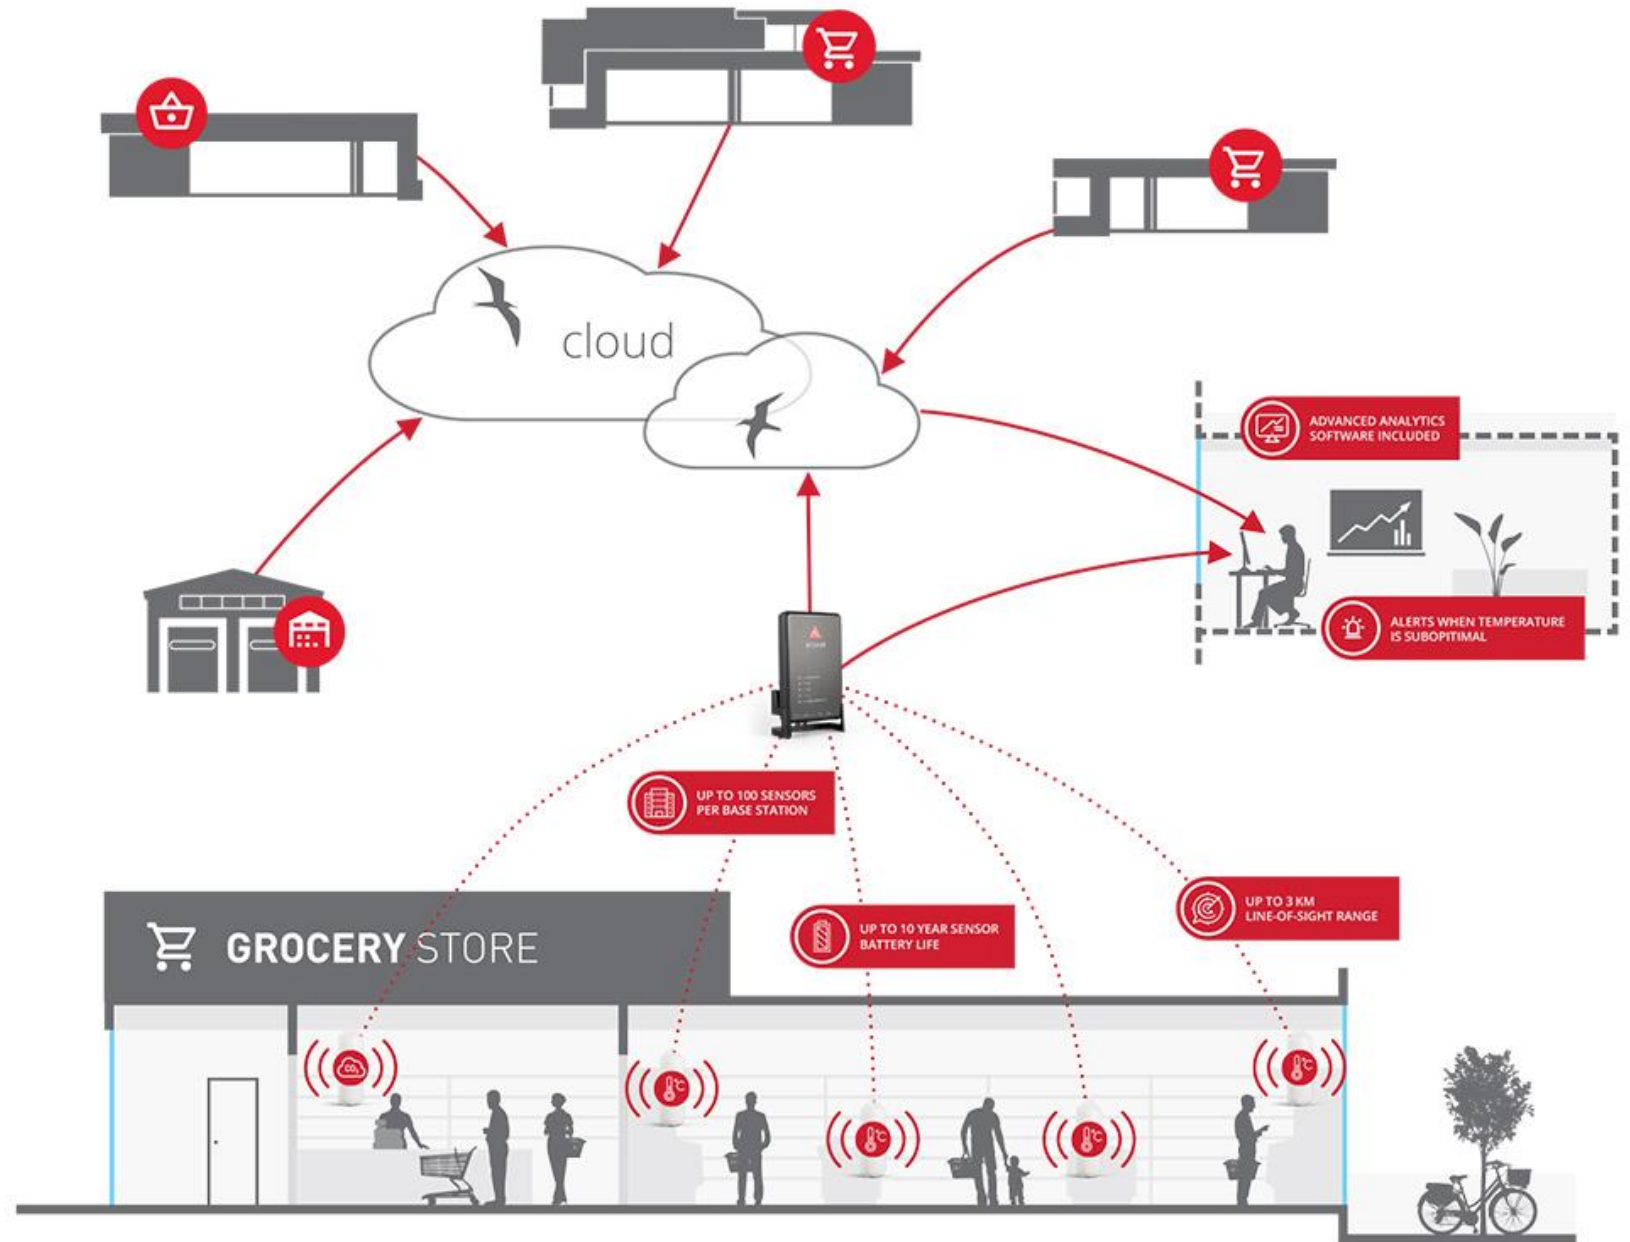 cloud
ADVANCED ANALYTICS
SOFTWARE INCLUDED
ALERTS WHEN TEMPERATURE
IS SUBOPITIMAL
UP TO 100 SENSORS
PER BASE STATION
UP TO 3 KM
LINE-OF-SIGHT RANGE
UP TO 10 YEAR SENSOR
BATTERY LIFE
GROCERY STORE
CO₂
°C
°C
°C
°C